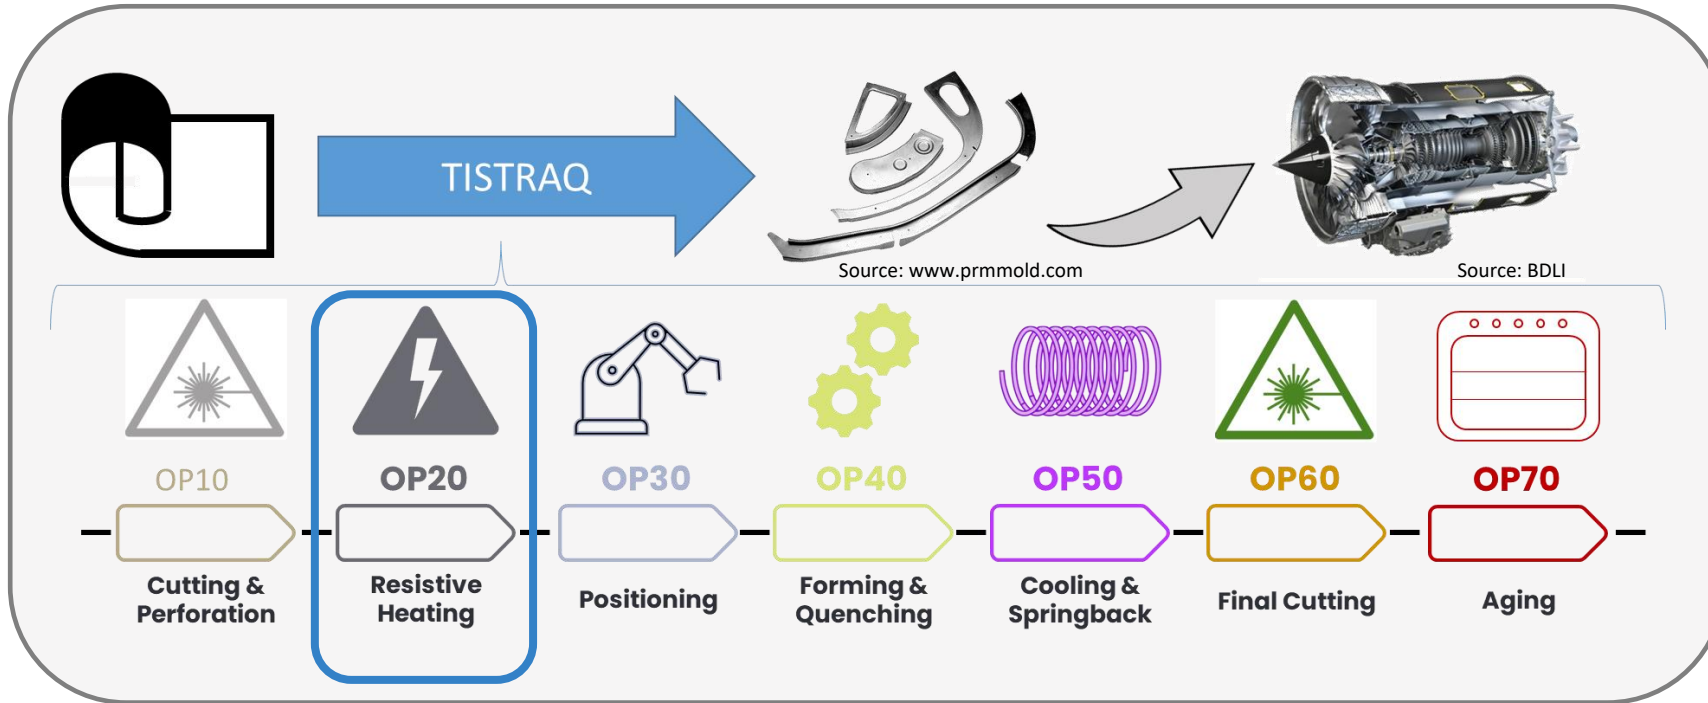 TISTRAQ
Source: www.prmmold.com
Source: BDLI
OP10
OP20
OP30
OP40
OP50
OP60
OP70
Cutting &
Perforation
Resistive
Heating
Positioning
Forming &
Quenching
Cooling &
Springback
Final Cutting
Aging